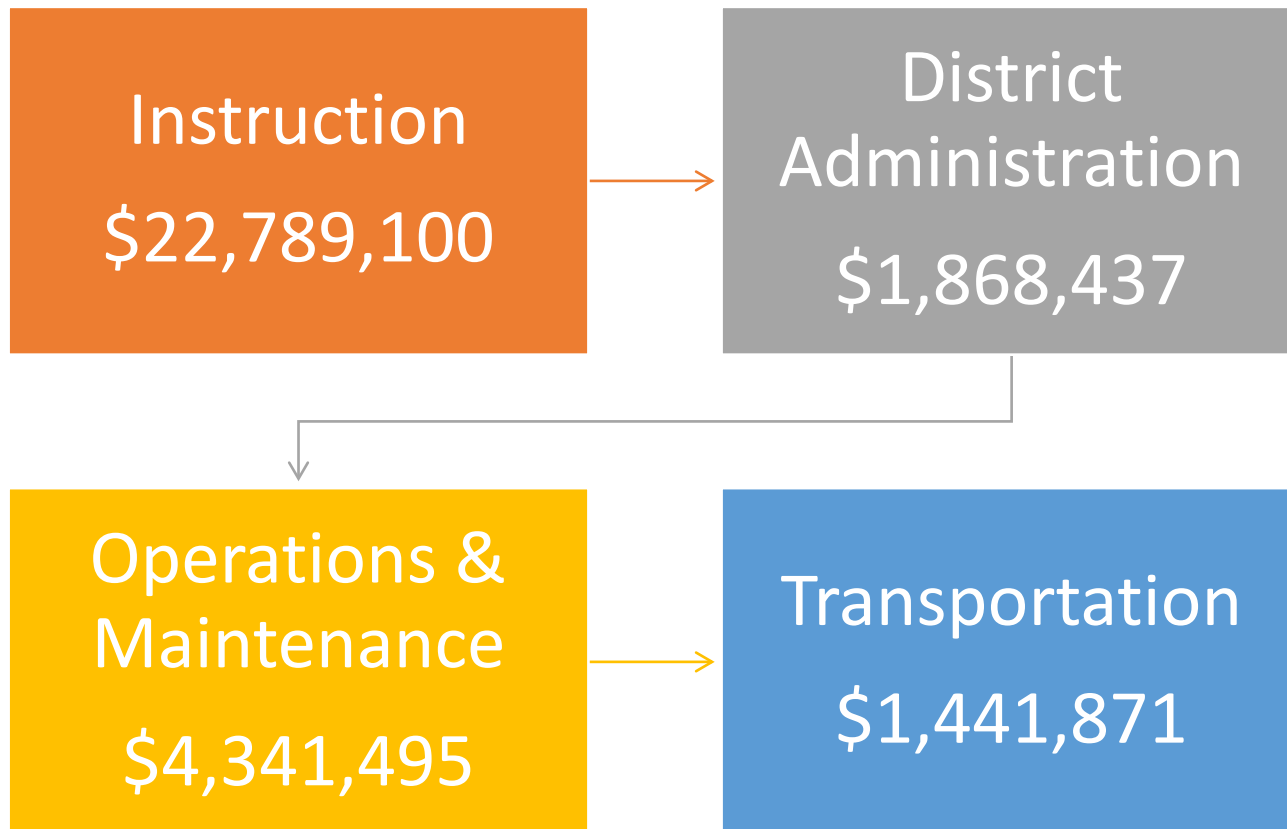 Instruction
$22,789,100
District
Administration
$1,868,437
Operations &
Maintenance
$4,341,495
Transportation
$1,441,871